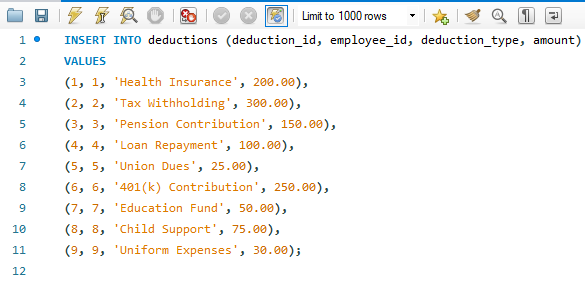 Limit to 1000 rows
1 INSERT INTO deductions (deduction_id, employee_id, deduction_type, amount)
2 VALUES
3 (1, 1, 'Health Insurance', 200.00),
4 (2, 2, 'Tax Withholding', 300.00),
5 (3, 3, 'Pension Contribution', 150.00),
6 (4, 4, 'Loan Repayment', 100.00),
7 (5, 5, 'Union Dues', 25.00),
8 (6, 6, '401(k) Contribution', 250.00),
9 (7, 7, 'Education Fund', 50.00),
10 (8, 8, 'Child Support', 75.00),
11 (9, 9, 'Uniform Expenses', 30.00);
12